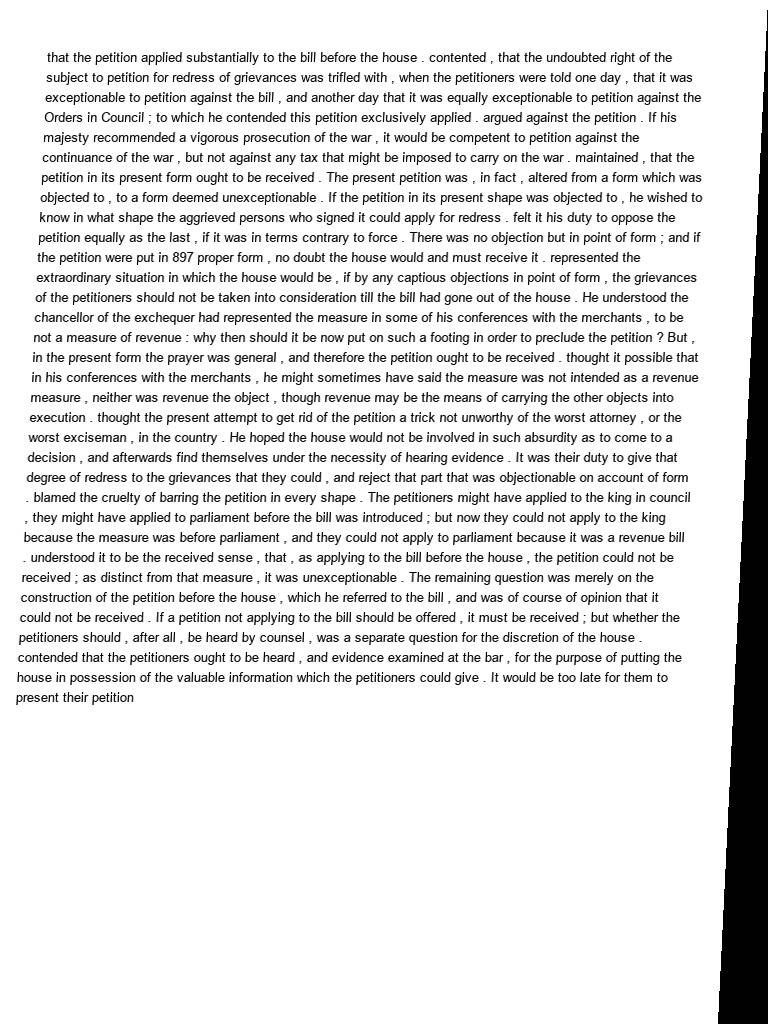 that the petition applied substantially to the bill before the house . contented , that the undoubted right of the
subject to petition for redress of grievances was trifled with , when the petitioners were told one day , that it was
exceptionable to petition against the bill , and another day that it was equally exceptionable to petition against the
Orders in Council ; to which he contended this petition exclusively applied . argued against the petition . If his
majesty recommended a vigorous prosecution of the war , it would be competent to petition against the
continuance of the war , but not against any tax that might be imposed to carry on the war . maintained , that the
petition in its present form ought to be received . The present petition was , in fact , altered from a form which was
objected to , to a form deemed unexceptionable . If the petition in its present shape was objected to , he wished to
know in what shape the aggrieved persons who signed it could apply for redress . felt it his duty to oppose the
petition equally as the last , if it was in terms contrary to force . There was no objection but in point of form ; and if
the petition were put in 897 proper form , no doubt the house would and must receive it . represented the
extraordinary situation in which the house would be , if by any captious objections in point of form , the grievances
of the petitioners should not be taken into consideration till the bill had gone out of the house . He understood the
chancellor of the exchequer had represented the measure in some of his conferences with the merchants , to be
not a measure of revenue : why then should it be now put on such a footing in order to preclude the petition ? But ,
in the present form the prayer was general , and therefore the petition ought to be received . thought it possible that
in his conferences with the merchants , he might sometimes have said the measure was not intended as a revenue
measure , neither was revenue the object , though revenue may be the means of carrying the other objects into
execution . thought the present attempt to get rid of the petition a trick not unworthy of the worst attorney , or the
worst exciseman , in the country . He hoped the house would not be involved in such absurdity as to come to a
decision , and afterwards find themselves under the necessity of hearing evidence . It was their duty to give that
degree of redress to the grievances that they could , and reject that part that was objectionable on account of form
. blamed the cruelty of barring the petition in every shape . The petitioners might have applied to the king in council
, they might have applied to parliament before the bill was introduced ; but now they could not apply to the king
because the measure was before parliament , and they could not apply to parliament because it was a revenue bill
. understood it to be the received sense , that , as applying to the bill before the house , the petition could not be
received ; as distinct from that measure , it was unexceptionable . The remaining question was merely on the
construction of the petition before the house , which he referred to the bill , and was of course of opinion that it
could not be received . If a petition not applying to the bill should be offered , it must be received ; but whether the
petitioners should , after all , be heard by counsel , was a separate question for the discretion of the house .
contended that the petitioners ought to be heard , and evidence examined at the bar , for the purpose of putting the
house in possession of the valuable information which the petitioners could give . It would be too late for them to
present their petition